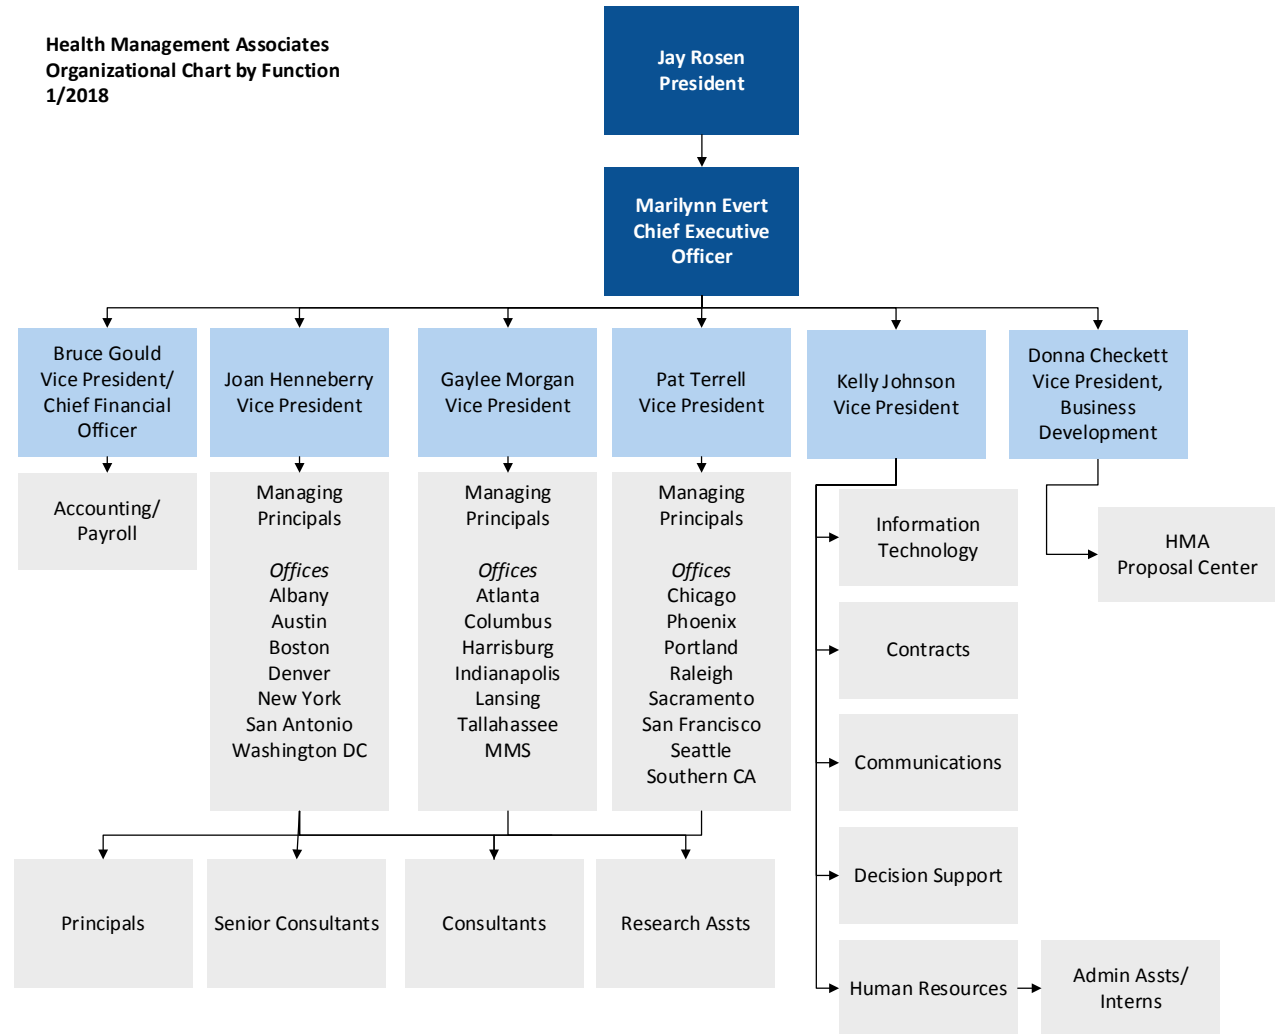 Health Management Associates
Organizational Chart by Function
1/2018
Jay Rosen
President
Marilynn Evert
Chief Executive
Officer
Bruce Gould
Vice President/
Chief Financial
Officer
Joan Henneberry
Vice President
Gaylee Morgan
Vice President
Pat Terrell
Vice President
Kelly Johnson
Vice President
Donna Checkett
Vice President,
Business
Development
Accounting/
Payroll
Managing
Principals
Offices
Albany
Austin
Boston
Denver
New York
San Antonio
Washington DC
Managing
Principals
Offices
Atlanta
Columbus
Harrisburg
Indianapolis
Lansing
Tallahassee
MMS
Managing
Principals
Offices
Chicago
Phoenix
Portland
Raleigh
Sacramento
San Francisco
Seattle
Southern CA
Information
Technology
Contracts
Communications
Decision Support
Human Resources
HMA
Proposal Center
Admin Assts/
Interns
Principals
Senior Consultants
Consultants
Research Assts